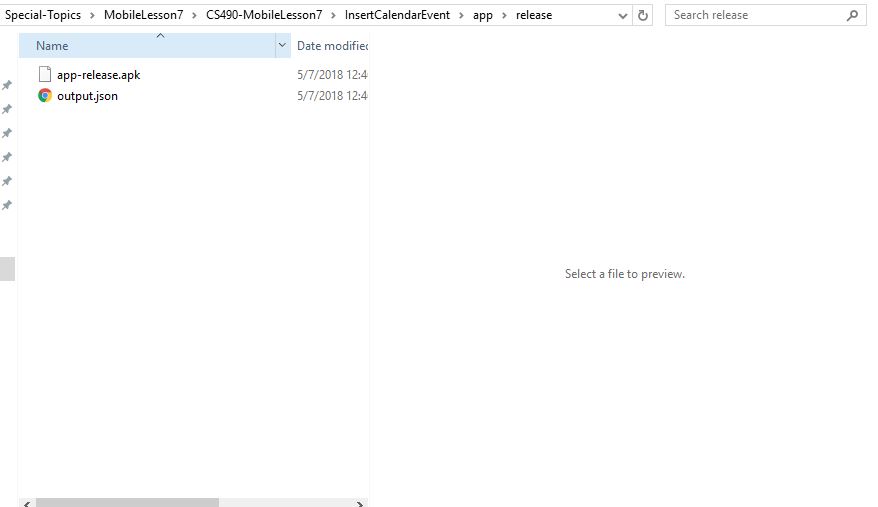 Special-Topics > MobileLesson7 > CS490-MobileLesson7 > InsertCalendarEvent > app > release
Search release
Name
Date modified
app-release.apk
5/7/2018 12:4
output.json
5/7/2018 12:4
Select a file to preview.